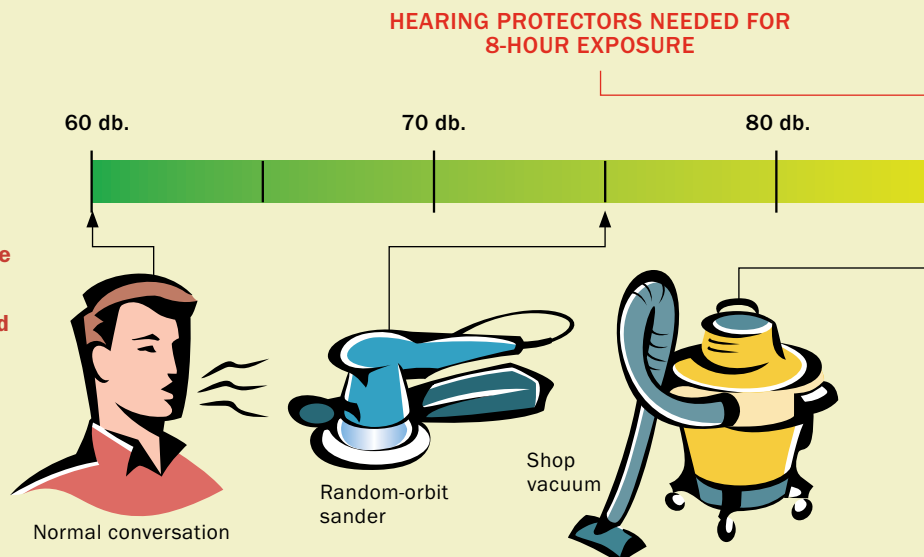 HEARING PROTECTORS NEEDED FOR
8-HOUR EXPOSURE
60 db.
70 db.
80 db.
e
d
Normal conversation
Random-orbit
sander
Shop
vacuum